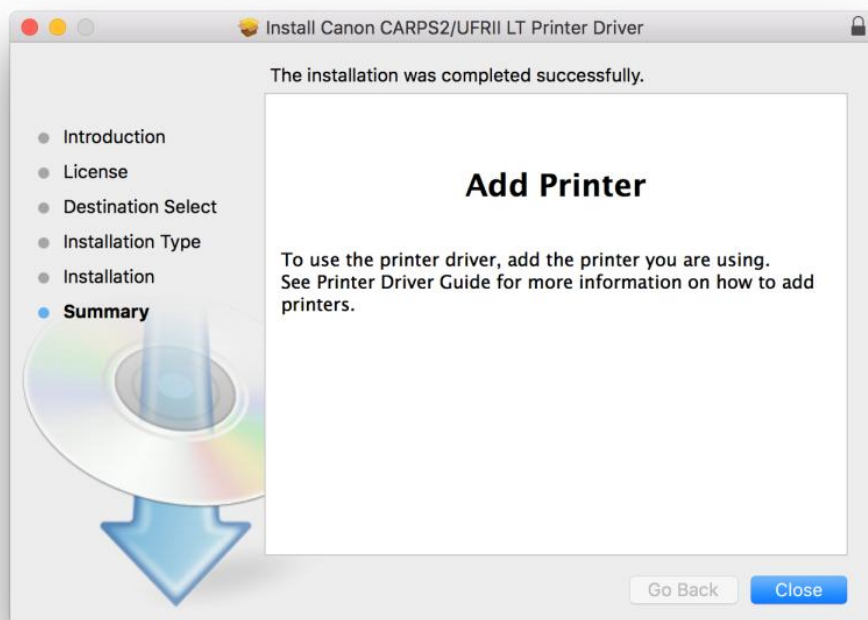 Install Canon CARPS2/UFRII LT Printer Driver
The installation was completed successfully.
Introduction
License
Destination Select
Installation Type
Installation
Summary
Add Printer
To use the printer driver, add the printer you are using.
See Printer Driver Guide for more information on how to add
printers.
Go Back
Close